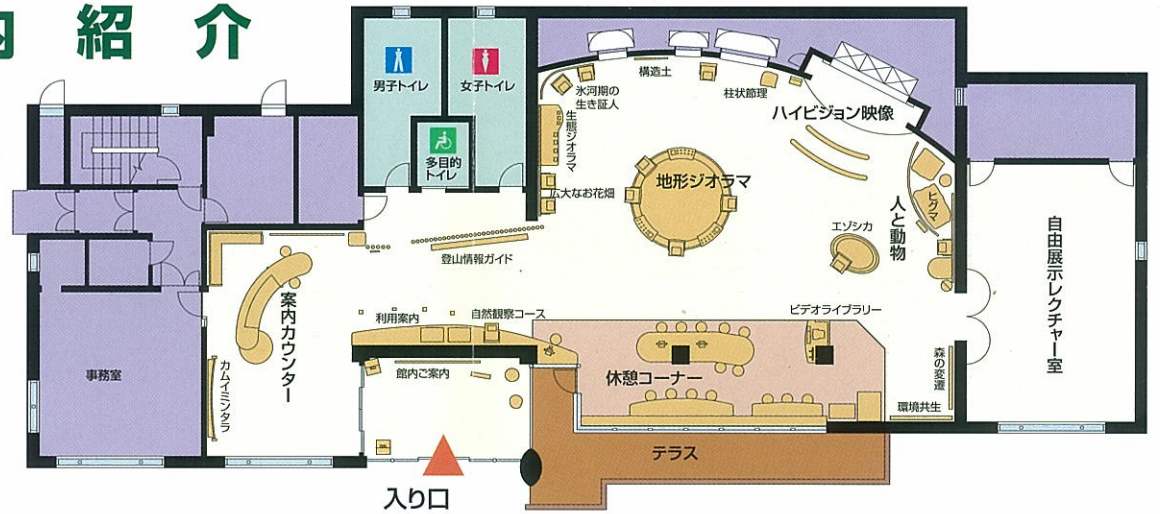 内 紹 介
男子トイレ
女子トイレ
多目的
トイレ
氷河期の
生き証人
構造土
柱状節理
ハイビジョン映像
生態ジオラマ
広大なお花畑
地形ジオラマ
ヒグマ
人と動物
エゾシカ
自由展示レクチャー室
登山情報ガイド
案内カウンター
利用案内
自然観察コース
ビデオライブラリー
事務室
カムイミンタラ
館内ご案内
休憩コーナー
森の変遷
環境共生
テラス
入り口